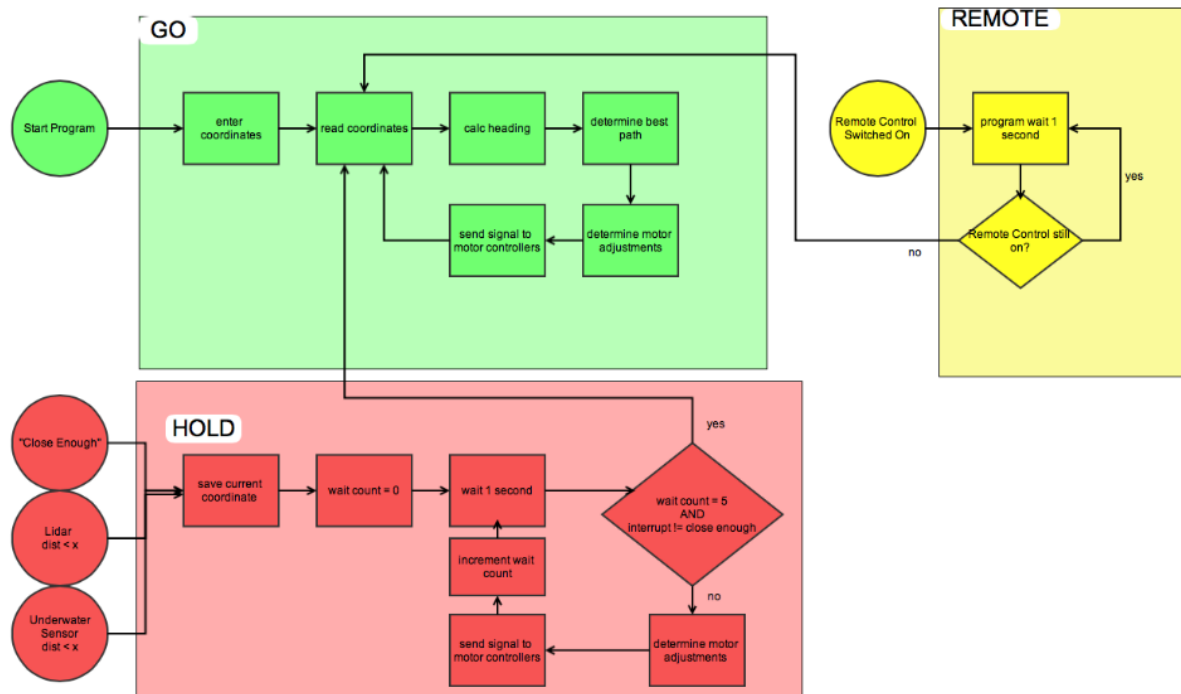 GO
REMOTE
Start Program
enter
coordinates
read coordinates
calc heading
determine best
path
send signal to
motor controllers
determine motor
adjustments
Remote Control
Switched On
program wait 1
second
yes
Remote Control still
on?
no
HOLD
"Close Enough"
Lidar
dist < x
Underwater
Sensor
dist < x
save current
coordinate
wait count = 0
wait 1 second
yes
wait count = 5
AND
interrupt != close enough
no
increment wait
count
send signal to
motor controllers
determine motor
adjustments